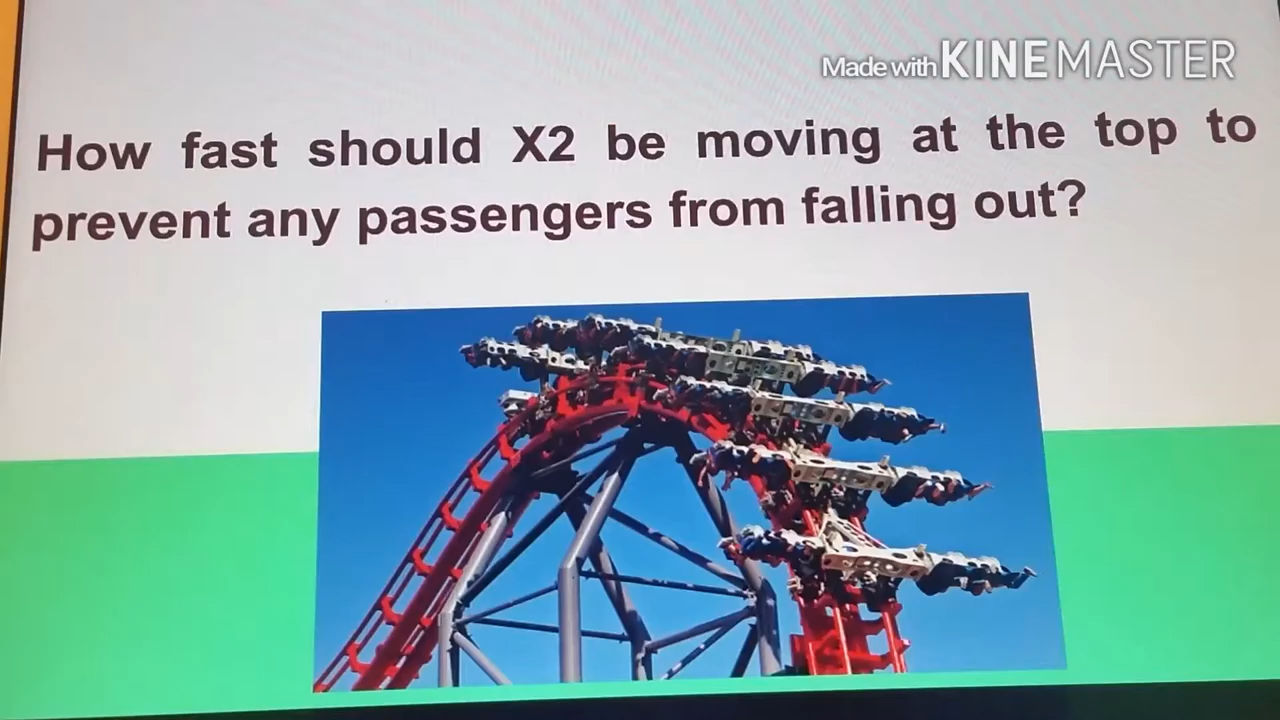 Made with KINEMASTER
How fast should X2 be moving at the top to
prevent any passengers from falling out?